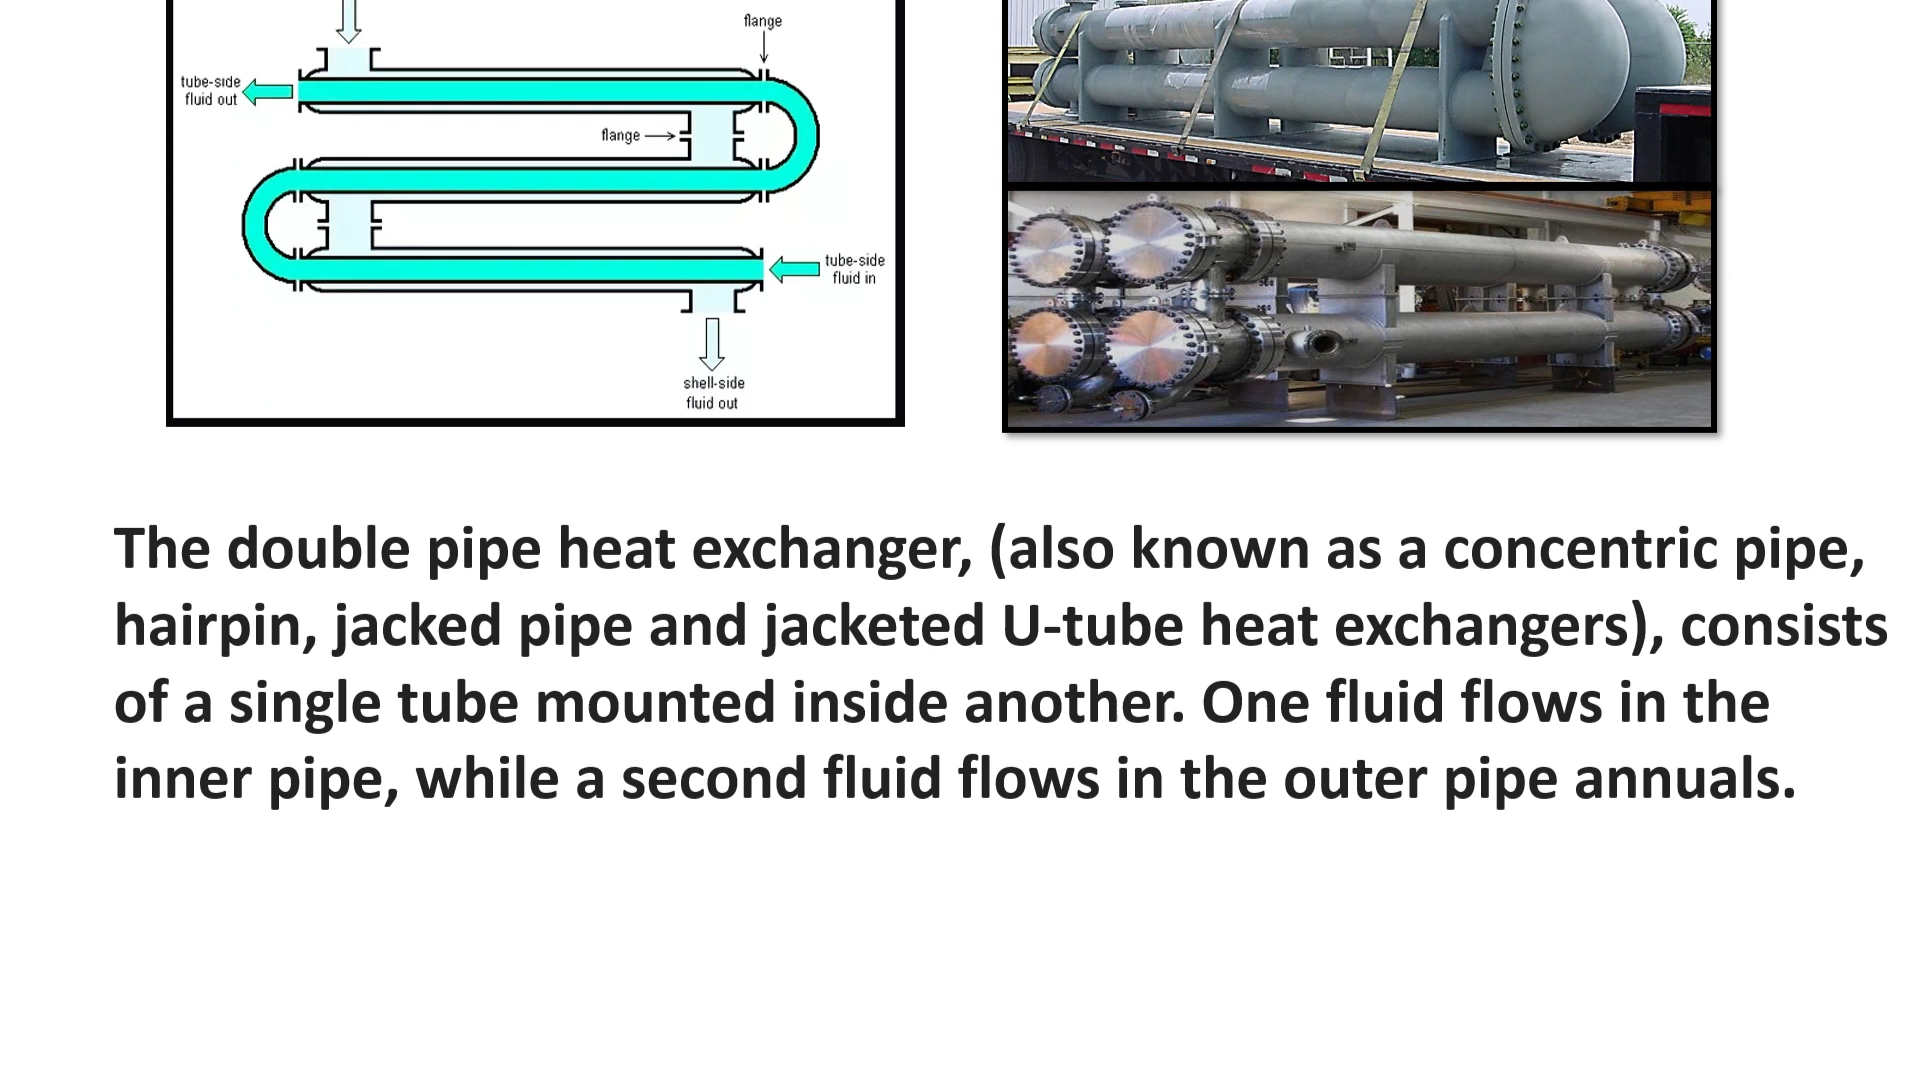 flange
tube-side
fluid out
flange
tube-side
fluid in
shell-side
fluid out
The double pipe heat exchanger, (also known as a concentric pipe,
hairpin, jacked pipe and jacketed U-tube heat exchangers), consists
of a single tube mounted inside another. One fluid flows in the
inner pipe, while a second fluid flows in the outer pipe annuals.